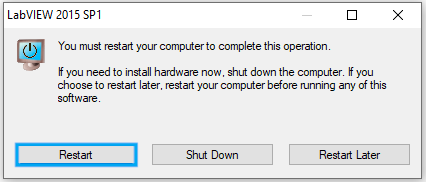 LabVIEW 2015 SP1
You must restart your computer to complete this operation.
If you need to install hardware now, shut down the computer. If you
choose to restart later, restart your computer before running any of this
software.
Restart
Shut Down
Restart Later